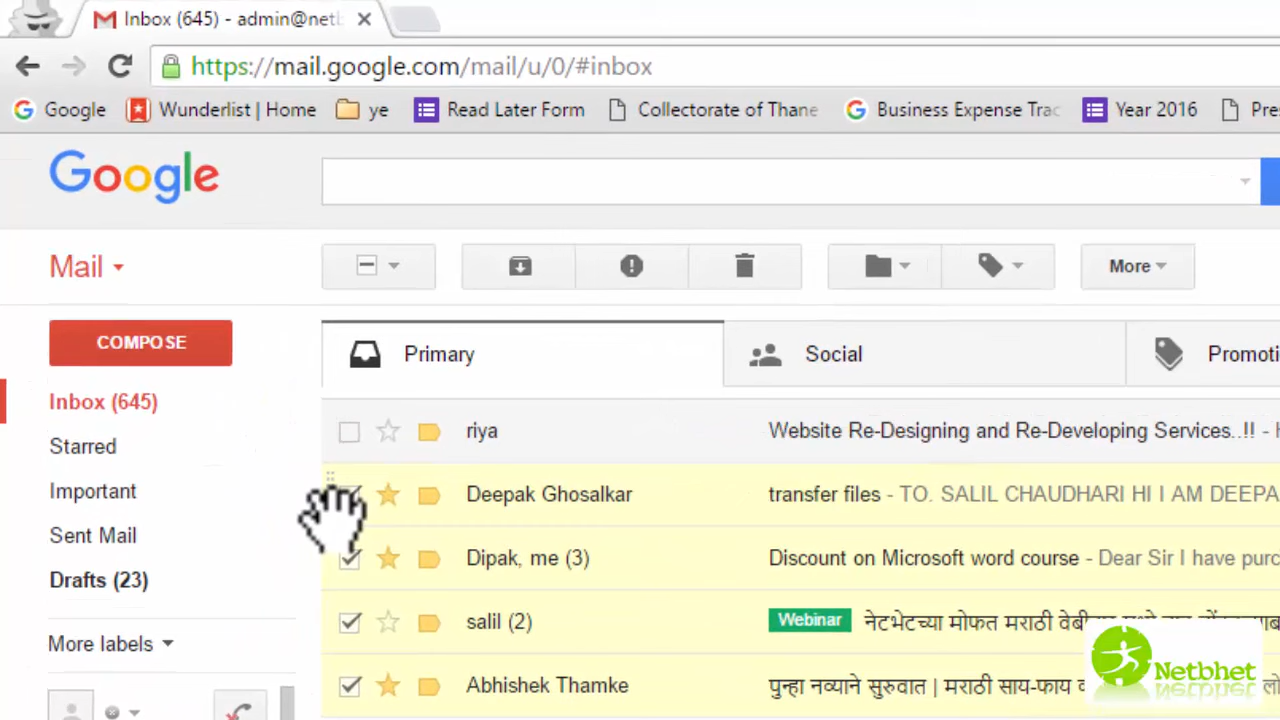 Inbox (645) - admin@netb
https://mail.google.com/mail/u/0/#inbox
Google Wunderlist | Home ye Read Later Form Collectorate of Thane Business Expense Trac Year 2016 Pre
Google
Mail More
COMPOSE
Primary Social Promoti
Inbox (645)
Starred
Important
Sent Mail
Drafts (23)
More labels
riya Website Re-Designing and Re-Developing Services..!! -
Deepak Ghosalkar transfer files - TO. SALIL CHAUDHARI HI I AM DEEPA
Dipak, me (3) Discount on Microsoft word course - Dear Sir I have purc
salil (2) Webinar नेटभेटच्या मोफत मराठी
Abhishek Thamke पुन्हा नव्याने सुरुवात | मराठी साय-फाय
Netbhet